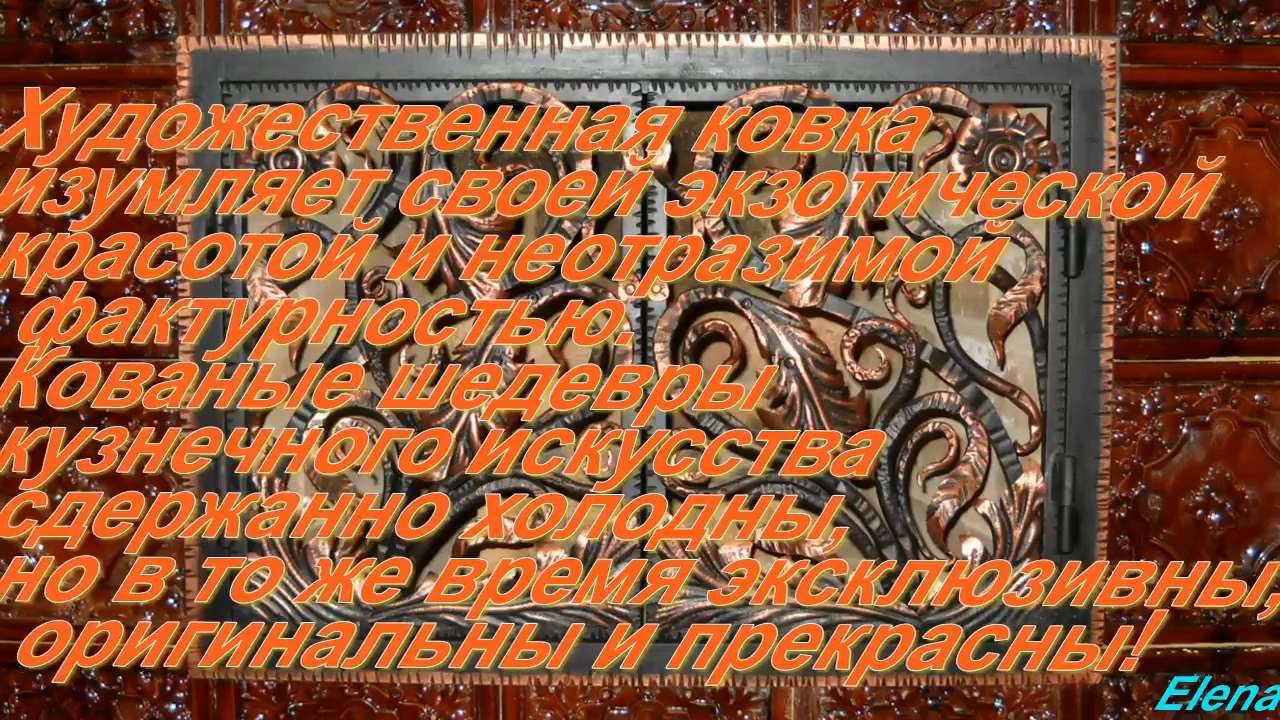 Художественная ковка
изумляет своей экзотической
красотой и неотразимой
фактурностью.
Кованые шедевры
кузнечного искусства
сдержанно холодны,
но в то же время эксклюзивны,
оригинальны и прекрасны!
Elena